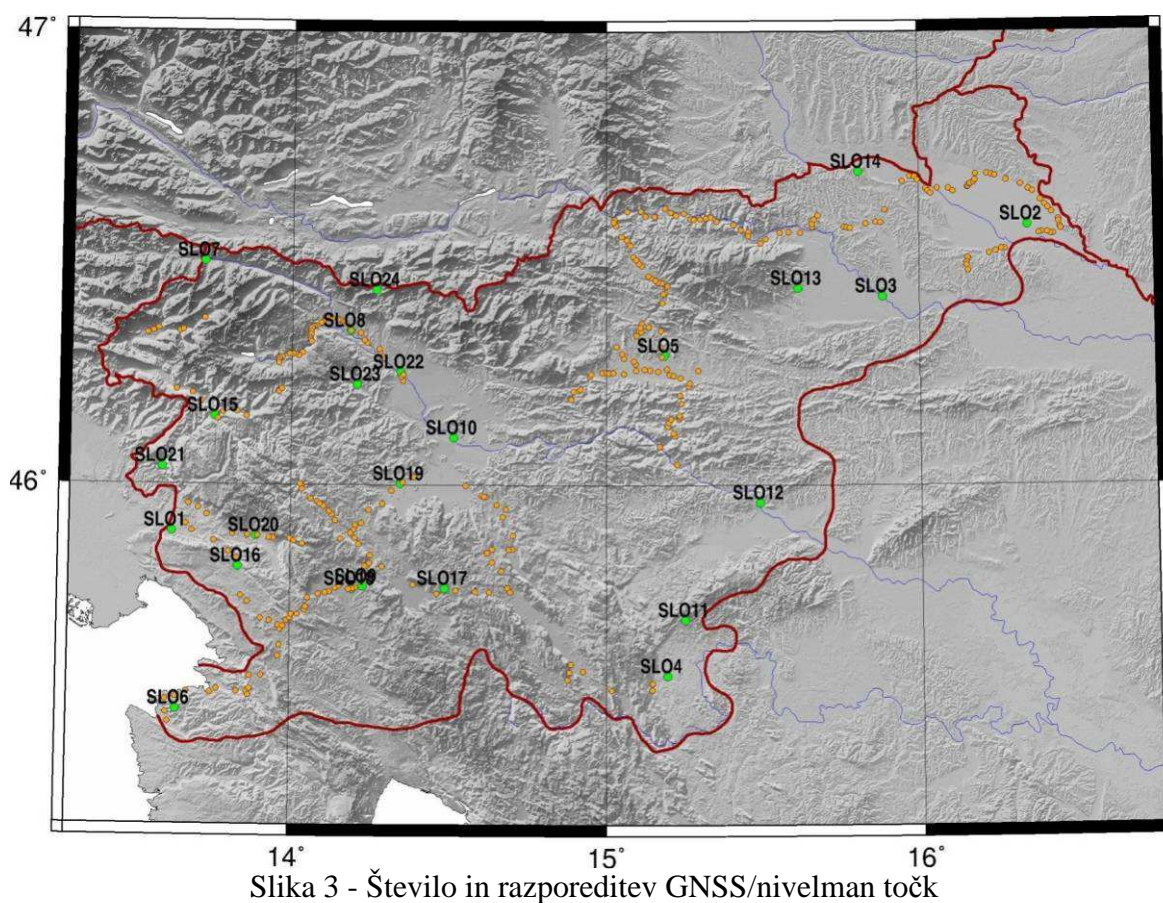 47˚
SLO14
SLO2
SLO7
SLO24
SLO13
SLO3
SLO8
SLO5
SLO22
SLO23
SLO15
SLO10
SLO21
46˚
SLO19
SLO12
SLO1
SLO20
SLO16
SLO17
SLO11
SLO4
SLO6
14˚
15˚
16˚
Slika 3 - Število in razporeditev GNSS/nivelman točk